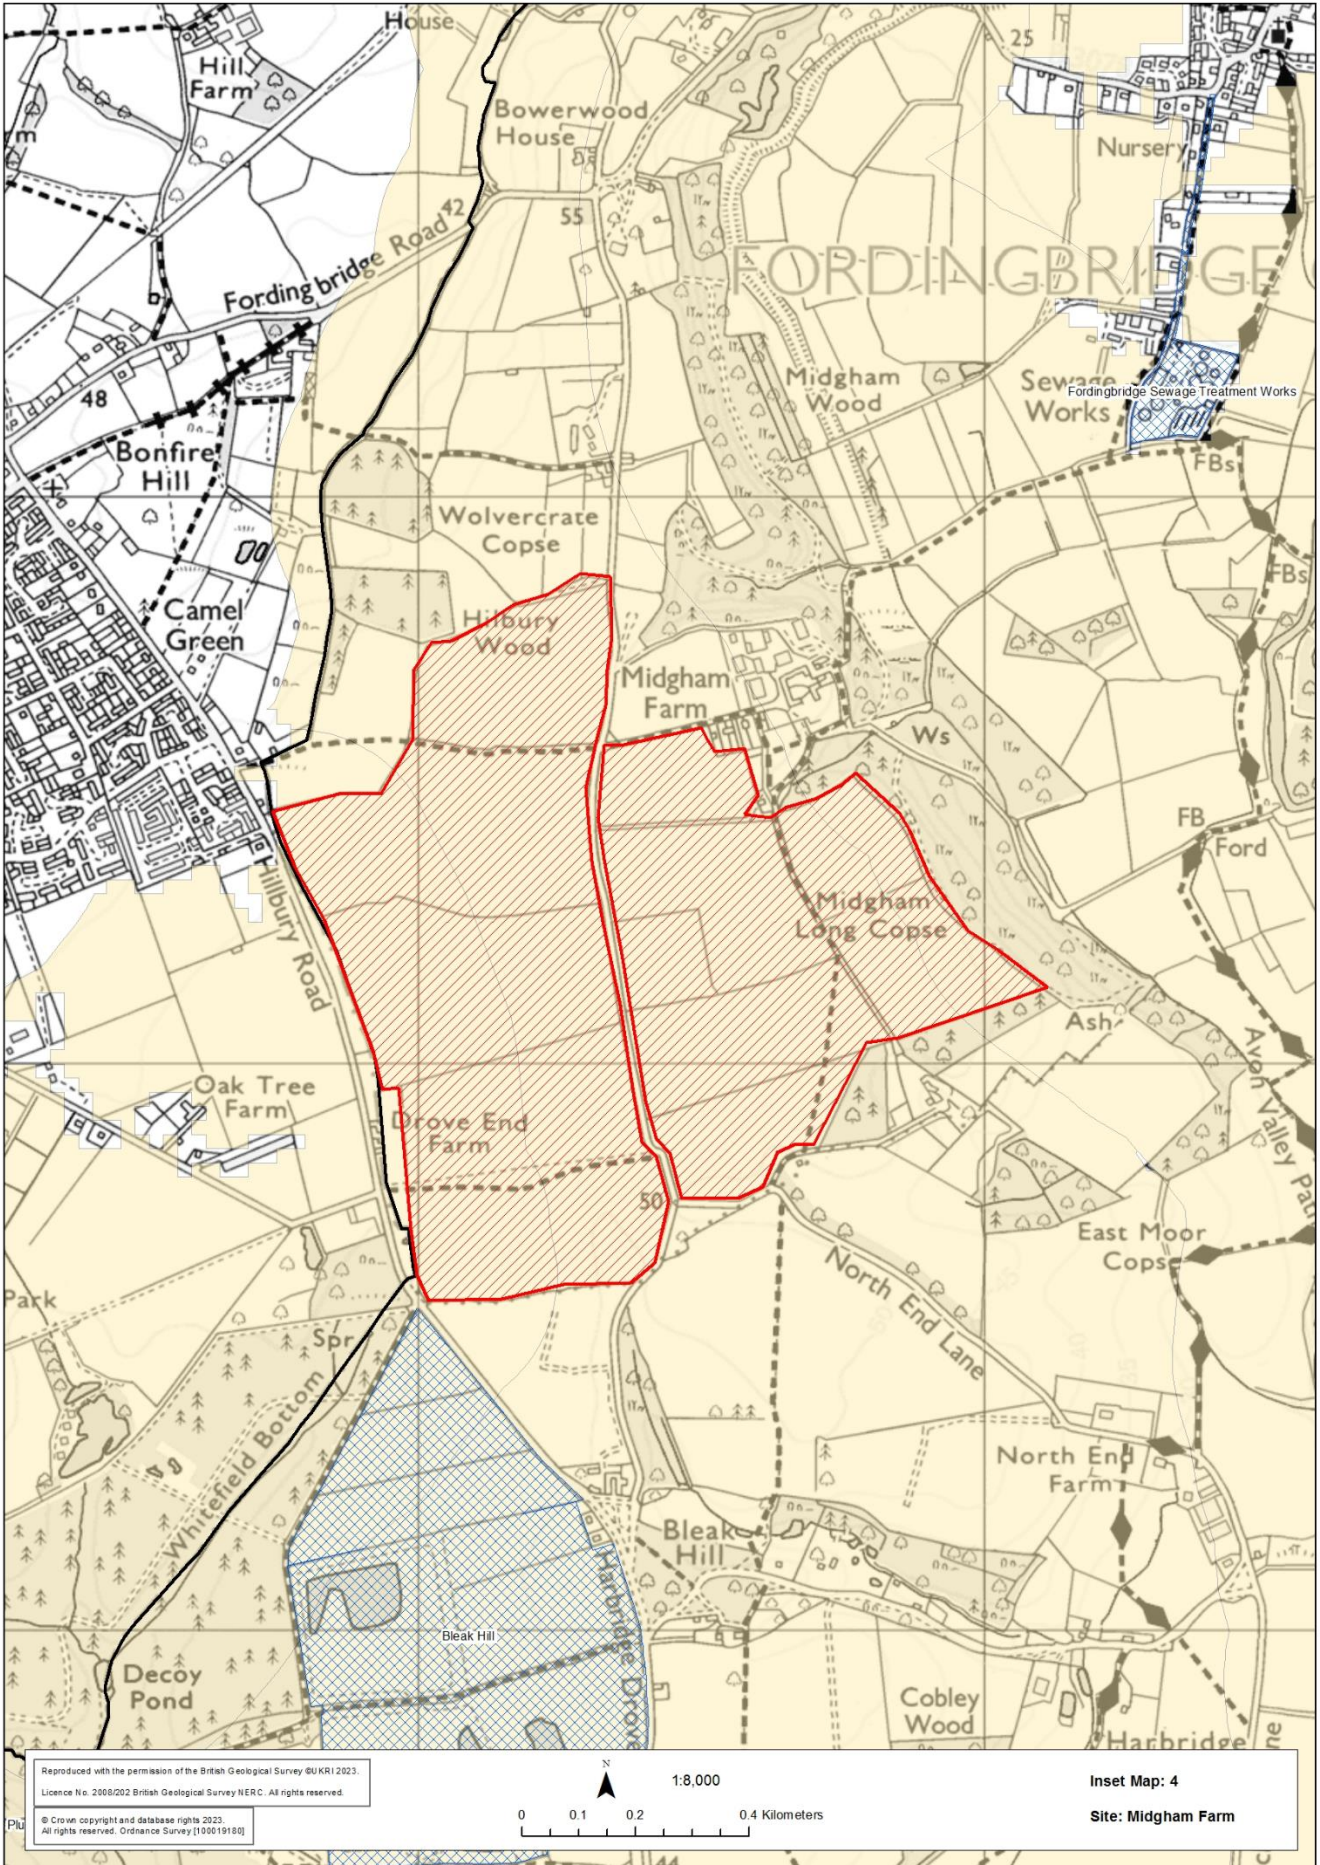 House
25
Hill
Farm
Bowerwood
House
Nursery
42
55
FORDINGBRIDGE
Fordingbridge Road
48
Midgham
Wood
Sewage
Works
Fordingbridge Sewage Treatment Works
Bonfire
Hill
FBs
Wolvercrate
Copse
FBs
Camel
Green
Hilbury
Wood
Midgham
Farm
Ws
FB
Ford
Hilbury Road
Midgham
Long Copse
Ash
Avon Valley Path
Oak Tree
Farm
Drove End
Farm
50
East Moor
Copse
North End Lane
Park
Spr
Whitefield Bottom
North End
Farm
Bleak
Hill
Harbridge Drove
Bleak Hill
Decoy
Pond
Cobley
Wood
Harbridge
Reproduced with the permission of the British Geological Survey ©UKRI 2023.
Licence No. 2008/202 British Geological Survey NERC. All rights reserved.
© Crown copyright and database rights 2023.
All rights reserved. Ordnance Survey [100019180]
N
1:8,000
0 0.1 0.2 0.4 Kilometers
Inset Map: 4
Site: Midgham Farm